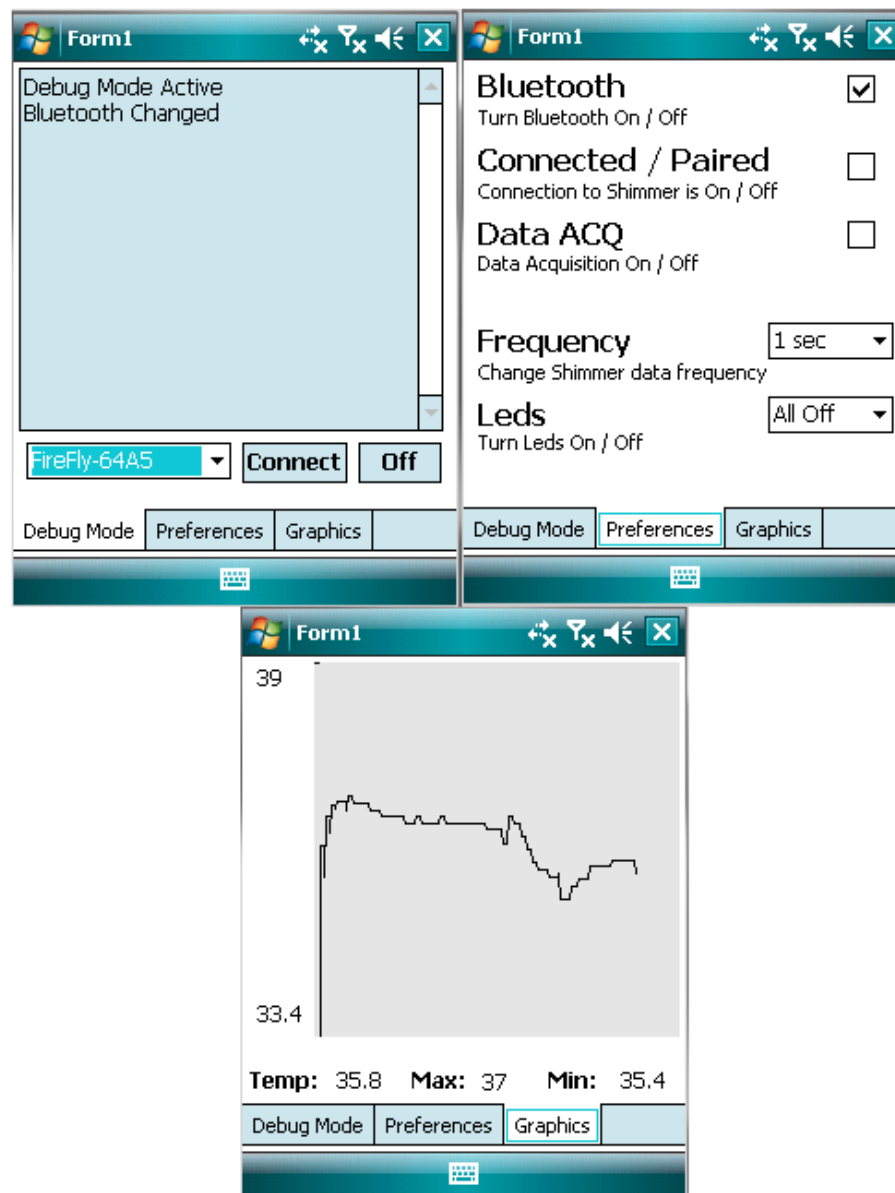 Form1
Debug Mode Active
Bluetooth Changed
FireFly-64A5
Connect
Off
Debug Mode
Preferences
Graphics
Form1
Bluetooth
Turn Bluetooth On / Off
Connected / Paired
Connection to Shimmer is On / Off
Data ACQ
Data Acquisition On / Off
Frequency
1 sec
Change Shimmer data frequency
Leds
All Off
Turn Leds On / Off
Debug Mode
Preferences
Graphics
Form1
39
33.4
Temp: 35.8 Max: 37 Min: 35.4
Debug Mode
Preferences
Graphics